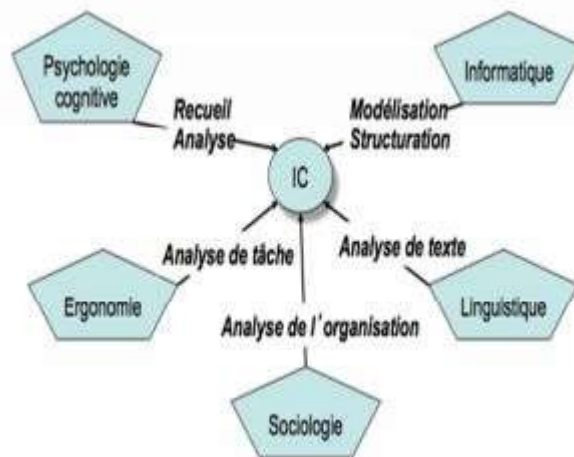 Psychologie
cognitive
Informatique
Recueil
Analyse
Modélisation
Structuration
IC
Analyse de tâche
Analyse de texte
Ergonomie
Linguistique
Analyse de l'organisation
Sociologie